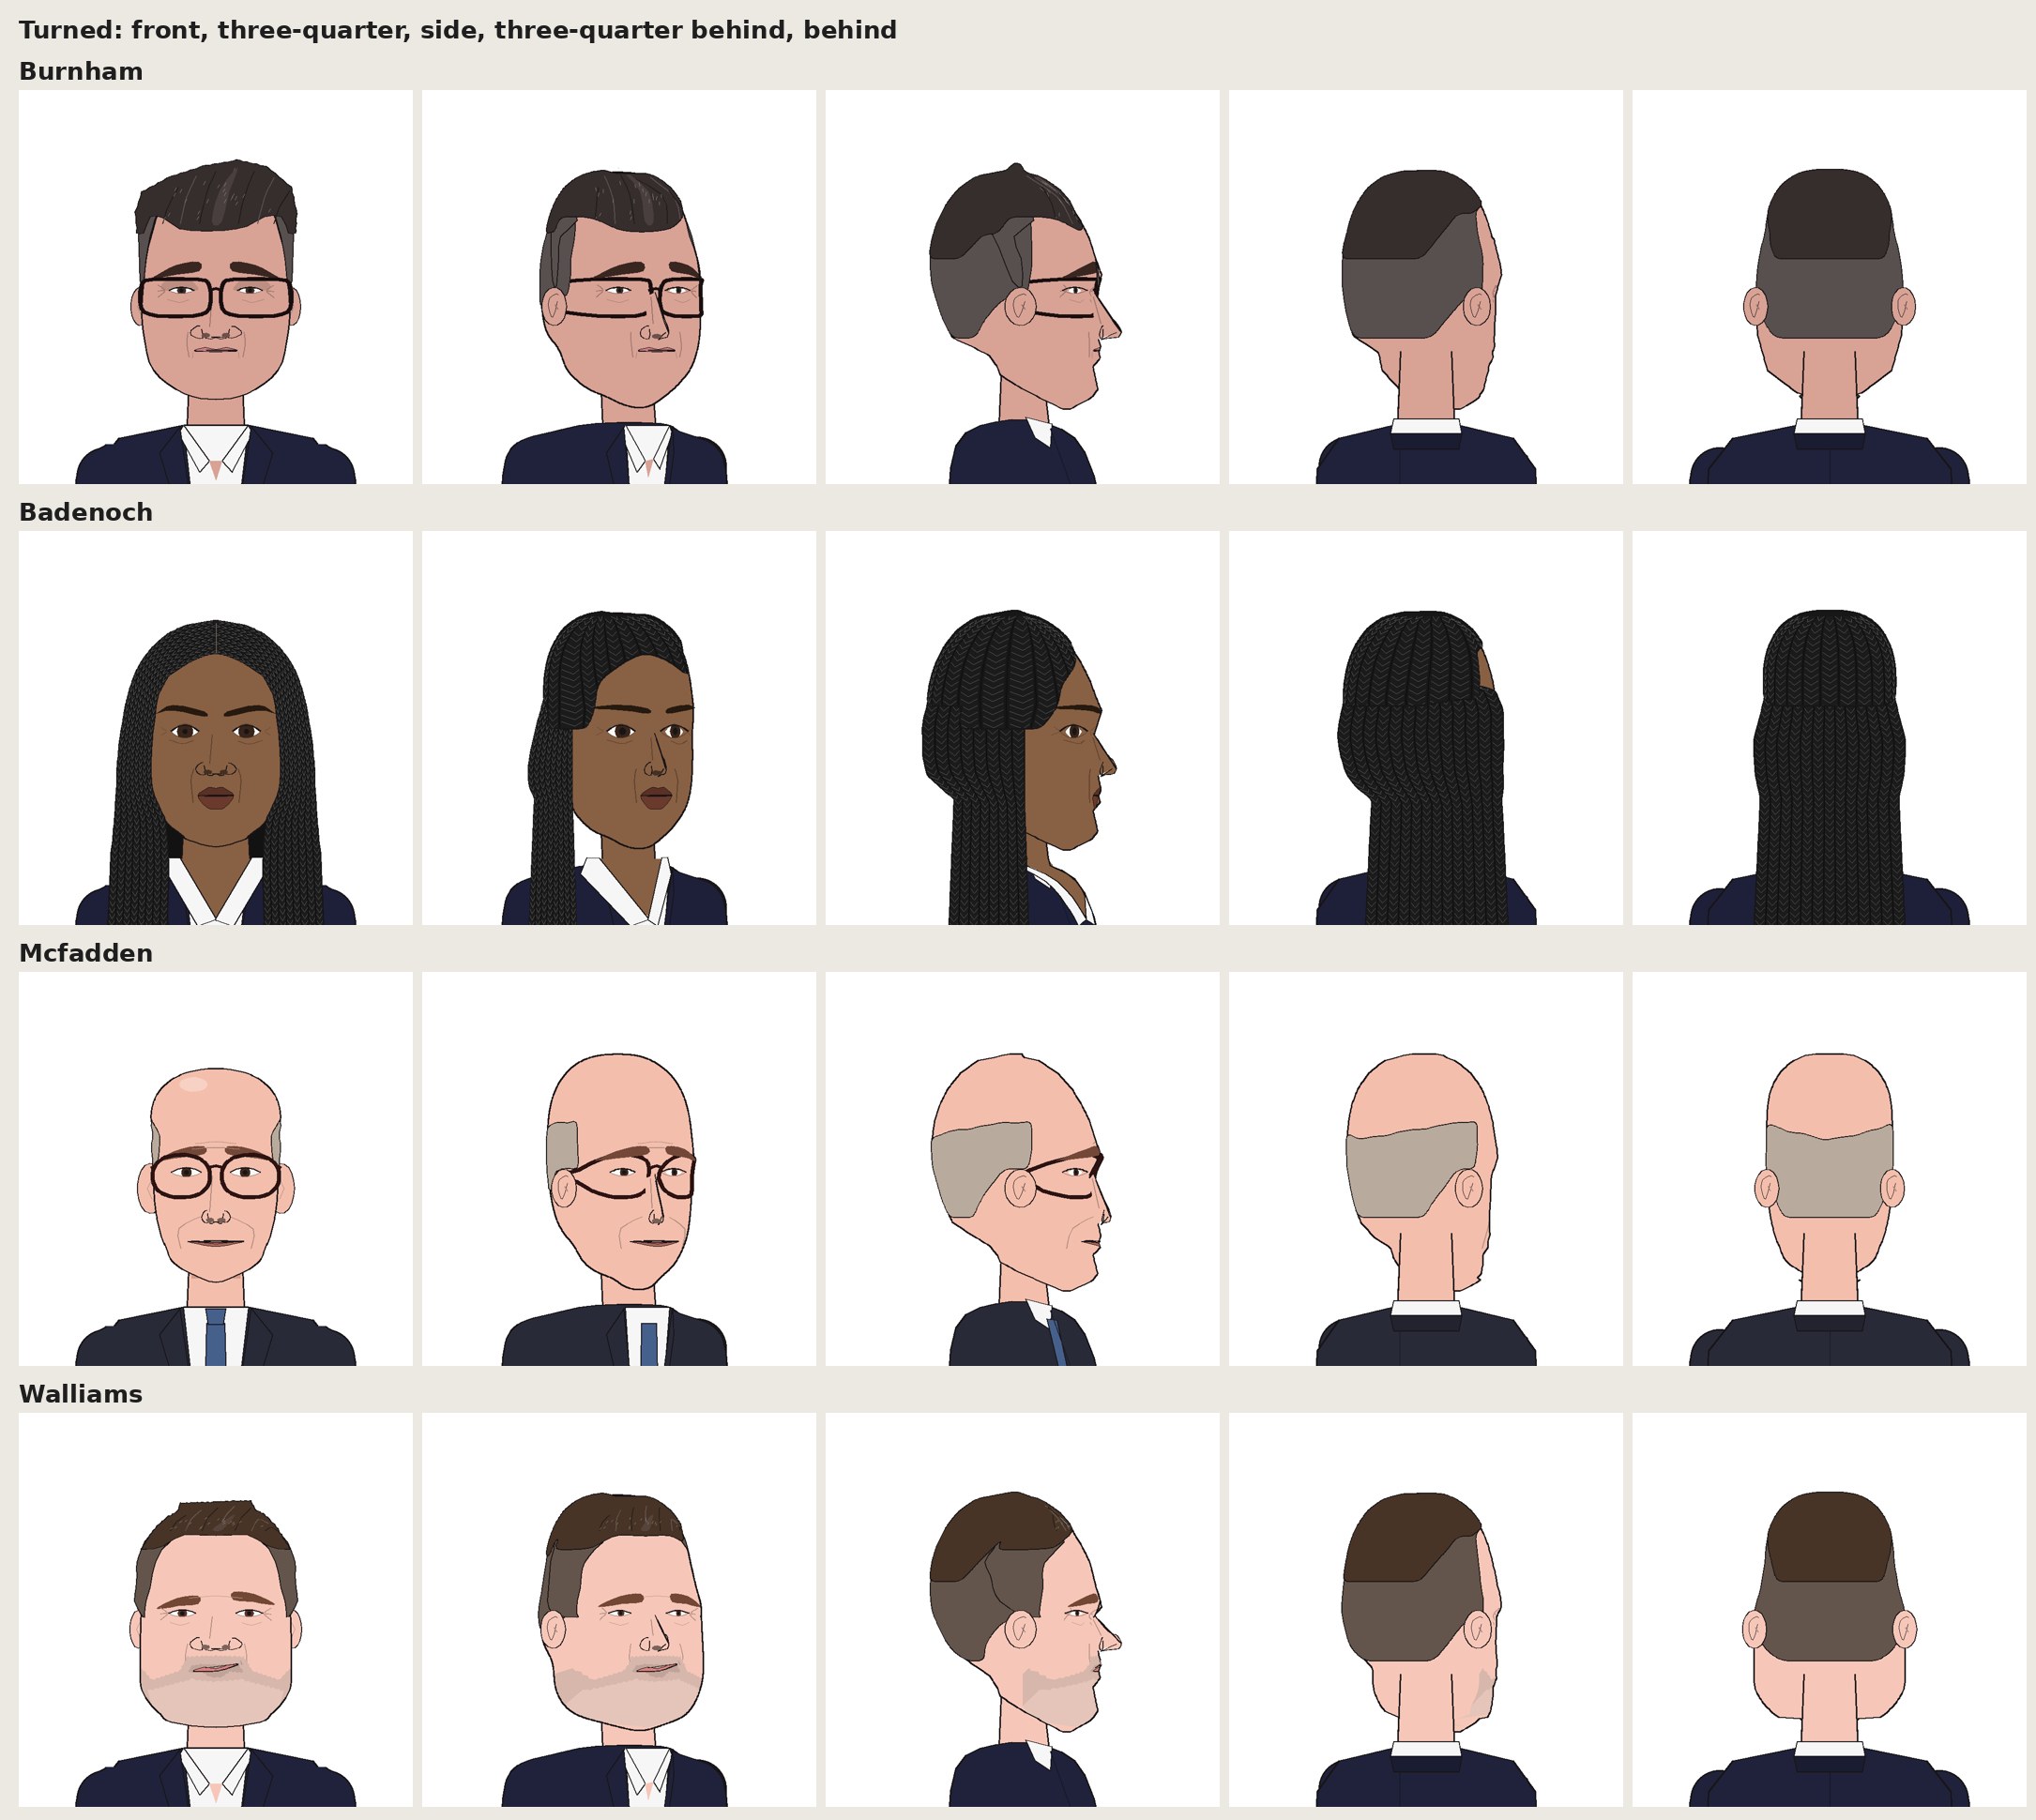 Turned: front, three-quarter, side, three-quarter behind, behind
Burnham
Badenoch
Mcfadden
Walliams